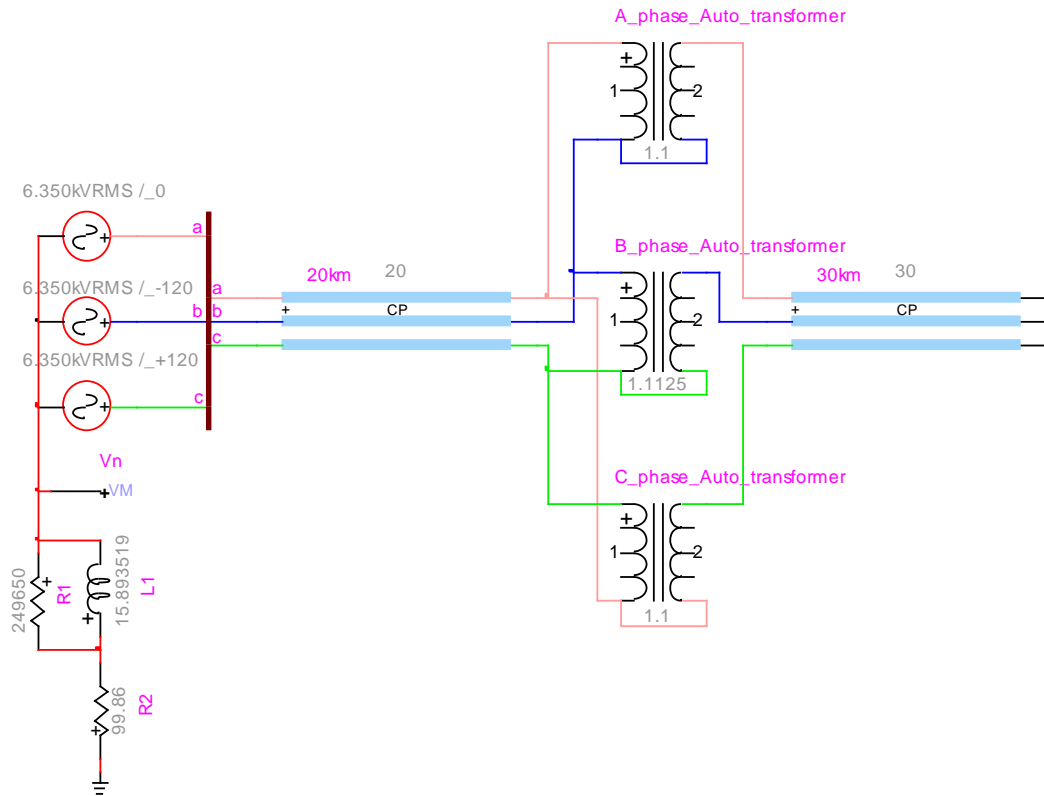 A_phase_Auto_transformer
+
1
2
1.1
6.350kVRMS /_0
+
a
B_phase_Auto_transformer
20km
20
30km
30
6.350kVRMS /_-120
+
a
b
b
c
+
CP
+
1
2
+
CP
1.1125
6.350kVRMS /_+120
+
c
Vn
+VM
C_phase_Auto_transformer
+
1
2
1.1
249650
+
R1
15.893519
+
L1
99.86
+
R2